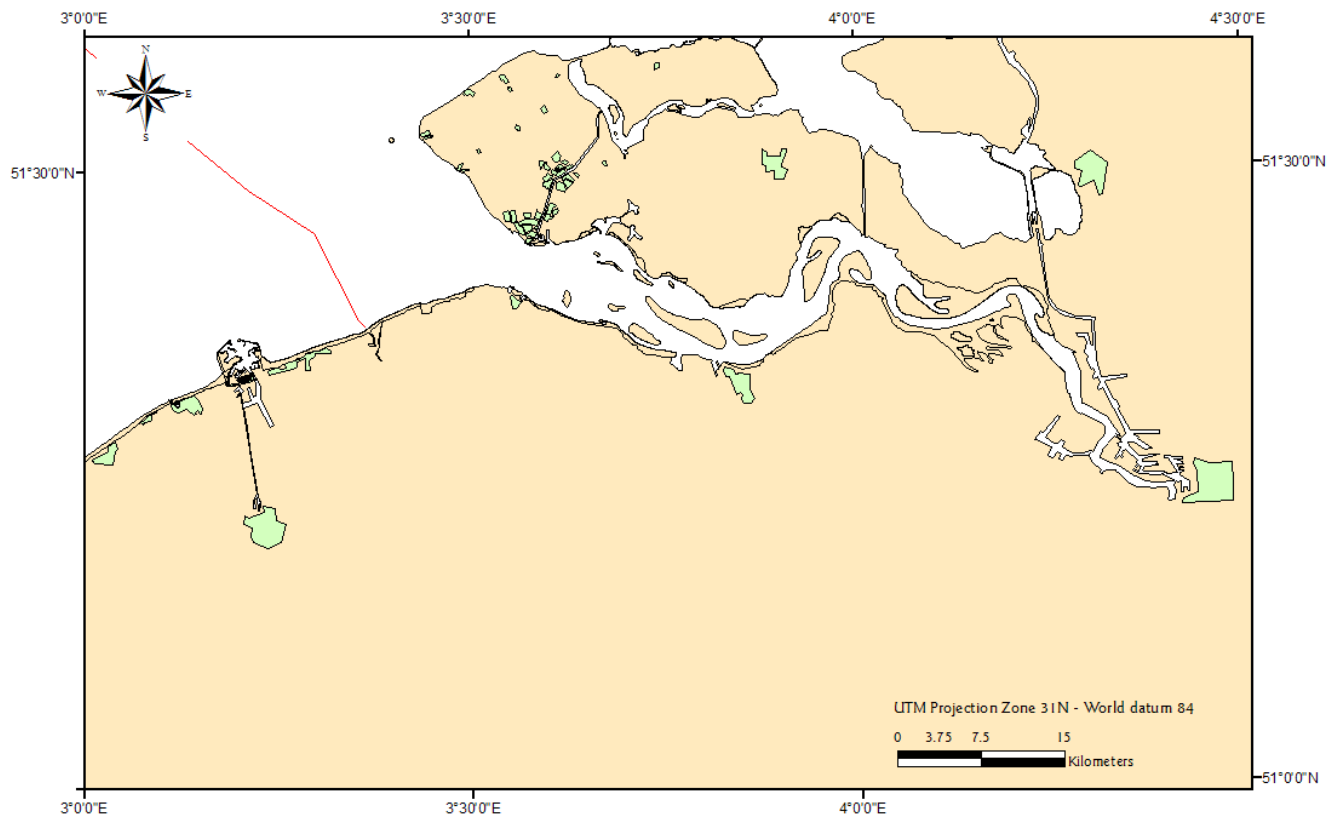 3°0'0"E 3°30'0"E 4°0'0"E 4°30'0"E
N
W E
S
51°30'0"N 51°30'0"N
UTM Projection Zone 31N - World datum 84
0 3.75 7.5 15
Kilometers
51°0'0"N
3°0'0"E 3°30'0"E 4°0'0"E